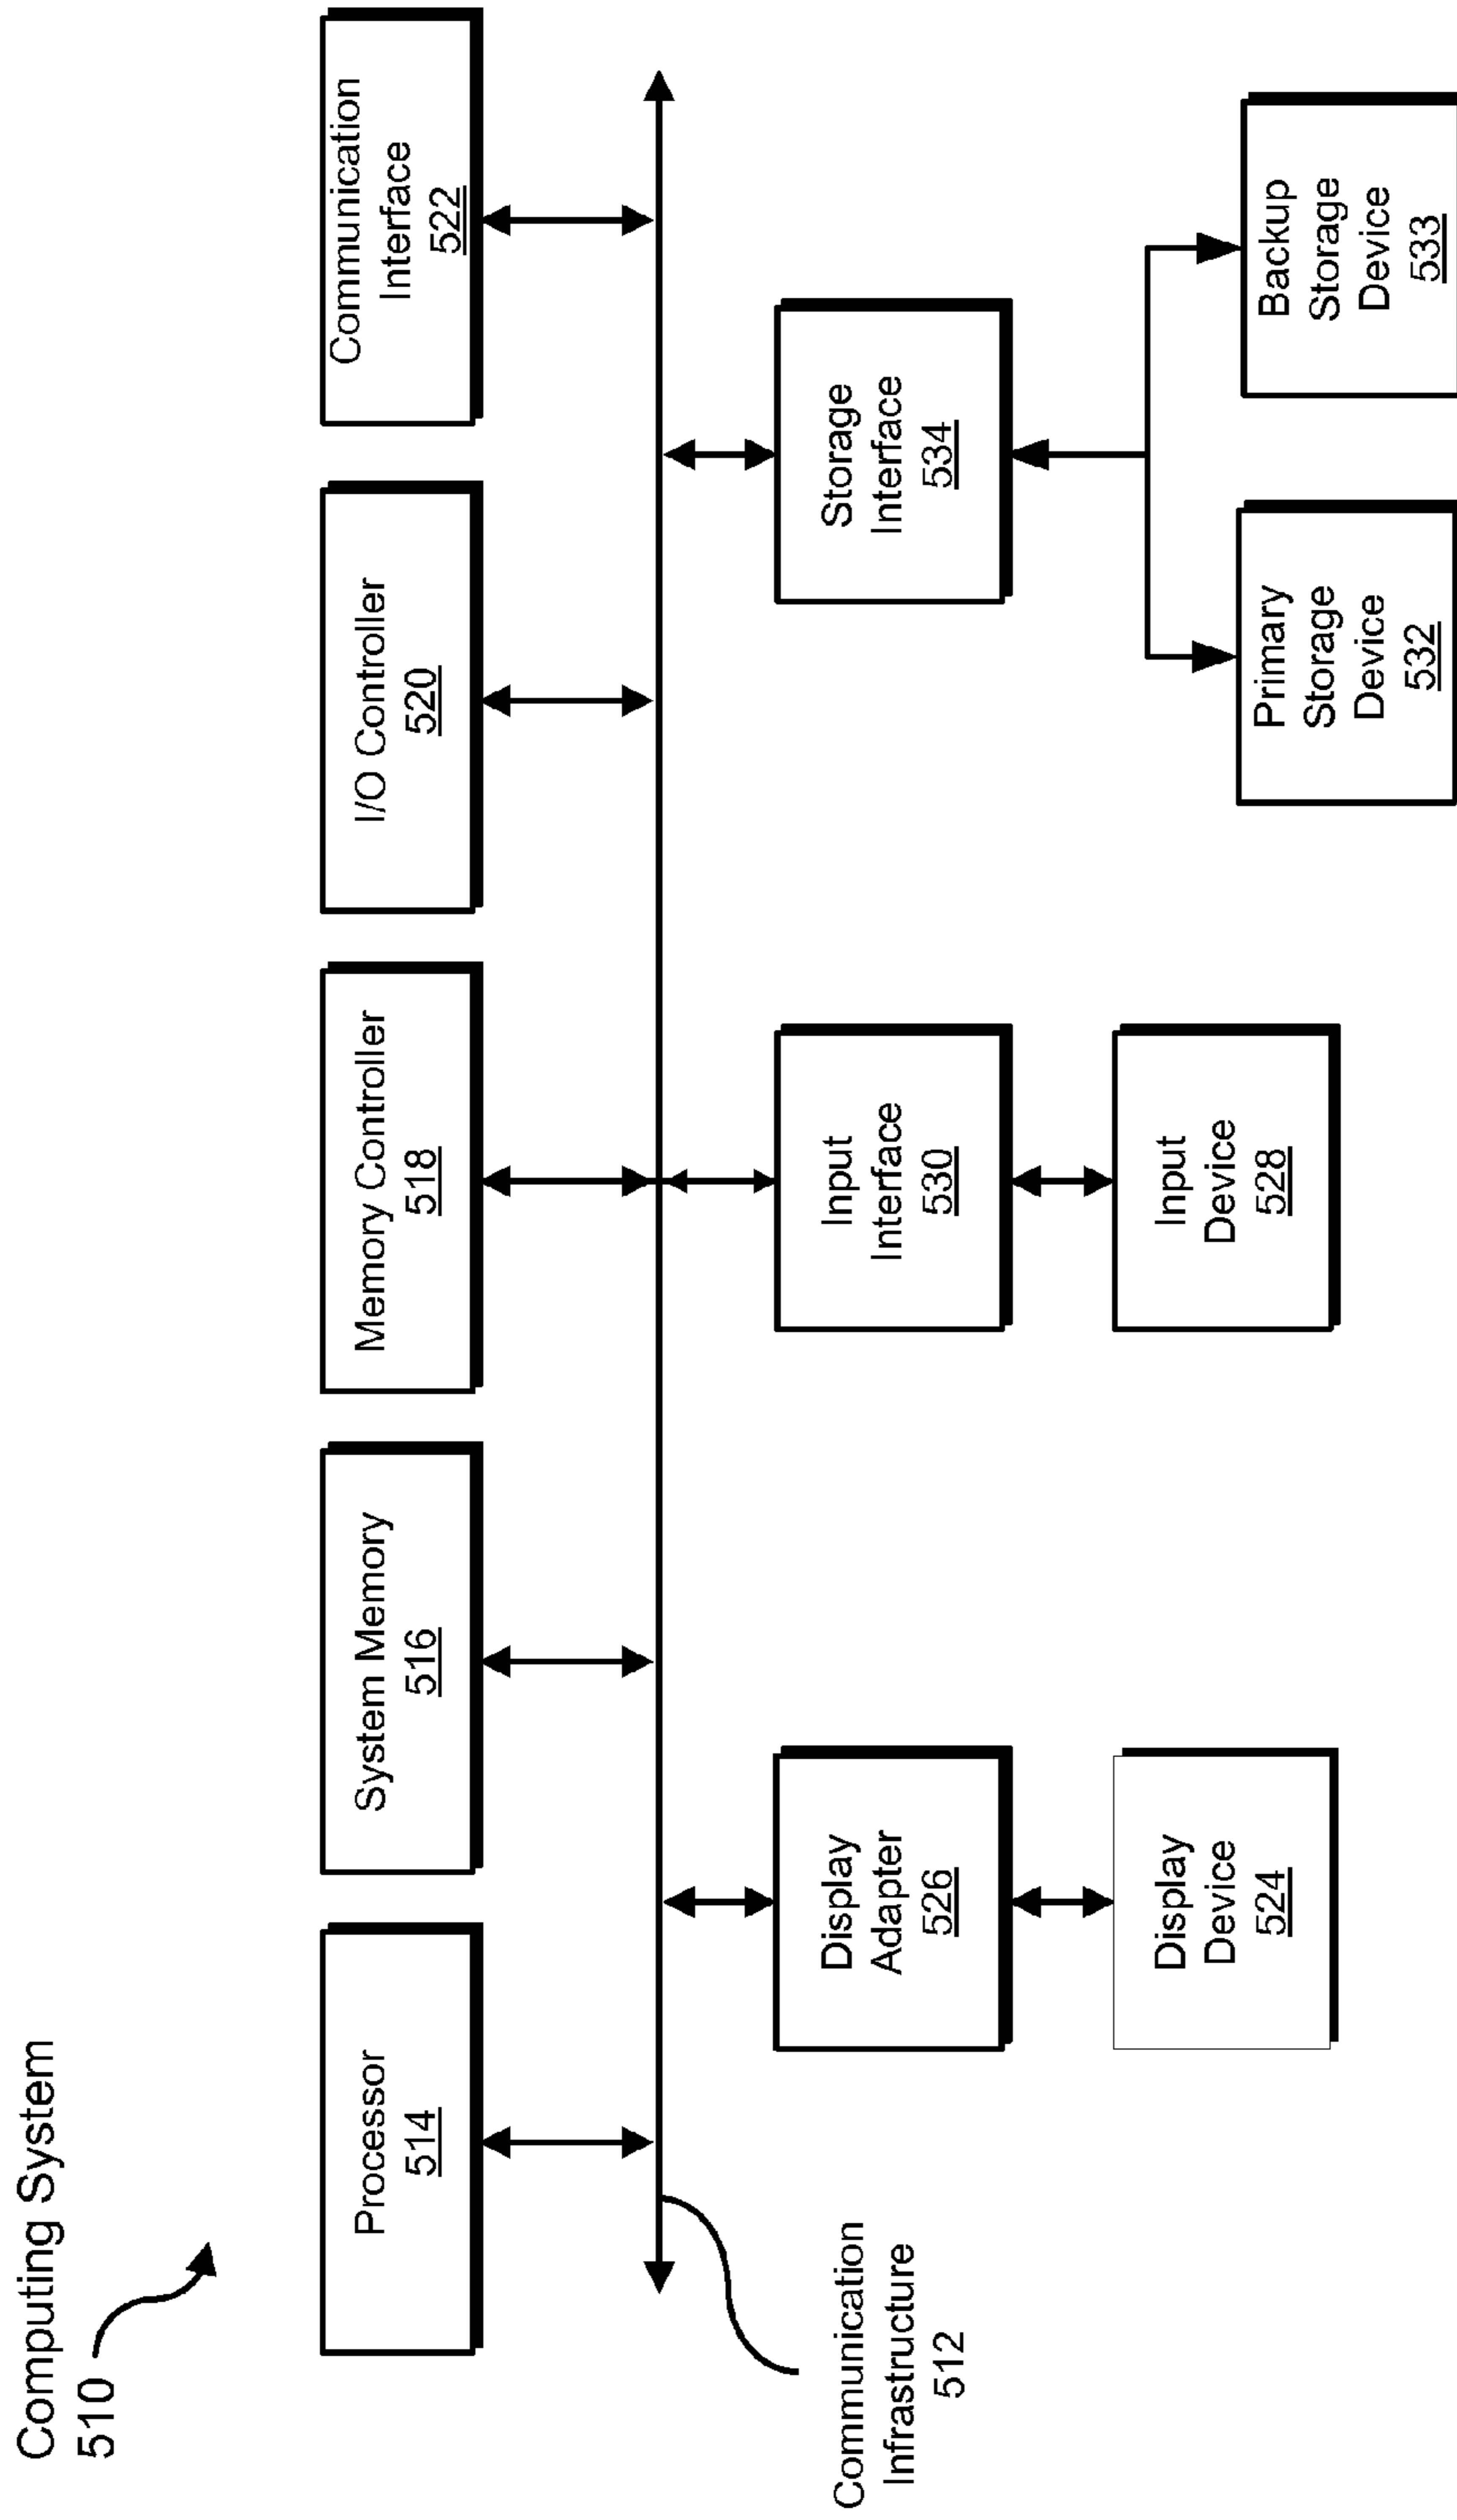 Computing System
510
Processor
514
System Memory
516
Memory Controller
518
I/O Controller
520
Communication
Interface
522
Communication
Infrastructure
512
Display
Adapter
526
Input
Interface
530
Storage
Interface
534
Display
Device
524
Input
Device
528
Primary
Storage
Device
532
Backup
Storage
Device
533